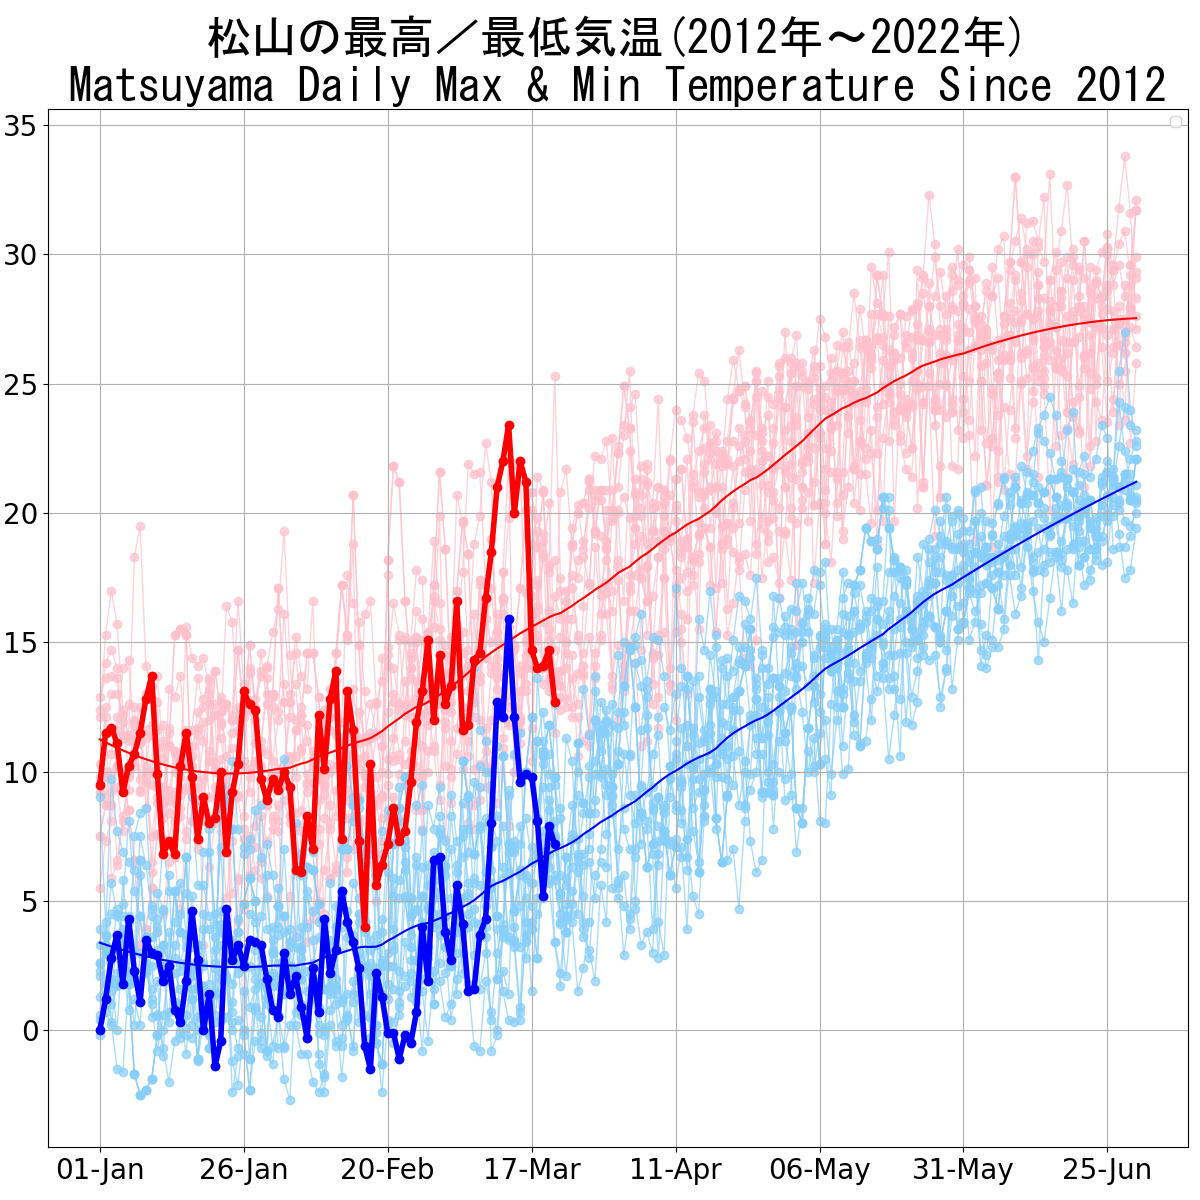 松山の最高／最低気温(2012年～2022年)
Matsuyama Daily Max & Min Temperature Since 2012
35
30
25
20
15
10
5
0
01-Jan 26-Jan 20-Feb 17-Mar 11-Apr 06-May 31-May 25-Jun